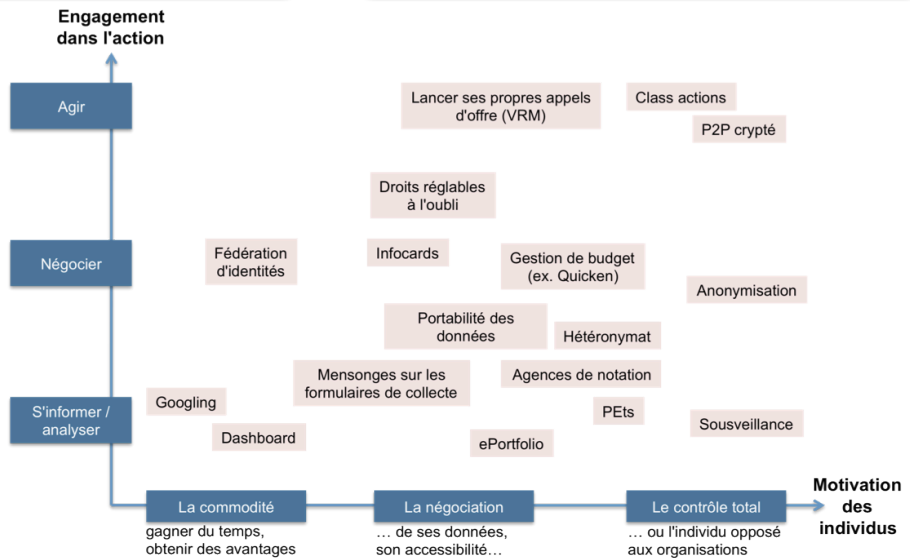 Engagement
dans l'action
Agir
Lancer ses propres appels
d'offre (VRM)
Class actions
P2P crypté
Droits réglables
à l'oubli
Négocier
Fédération
d'identités
Infocards
Gestion de budget
(ex. Quicken)
Anonymisation
Portabilité des
données
Hétéronymat
Mensonges sur les
formulaires de collecte
Agences de notation
S'informer /
analyser
Googling
PEts
Dashboard
ePortfolio
Sousveillance
La commodité
La négociation
Le contrôle total
Motivation
des
individus
gagner du temps,
obtenir des avantages
… de ses données,
son accessibilité…
… ou l'individu opposé
aux organisations